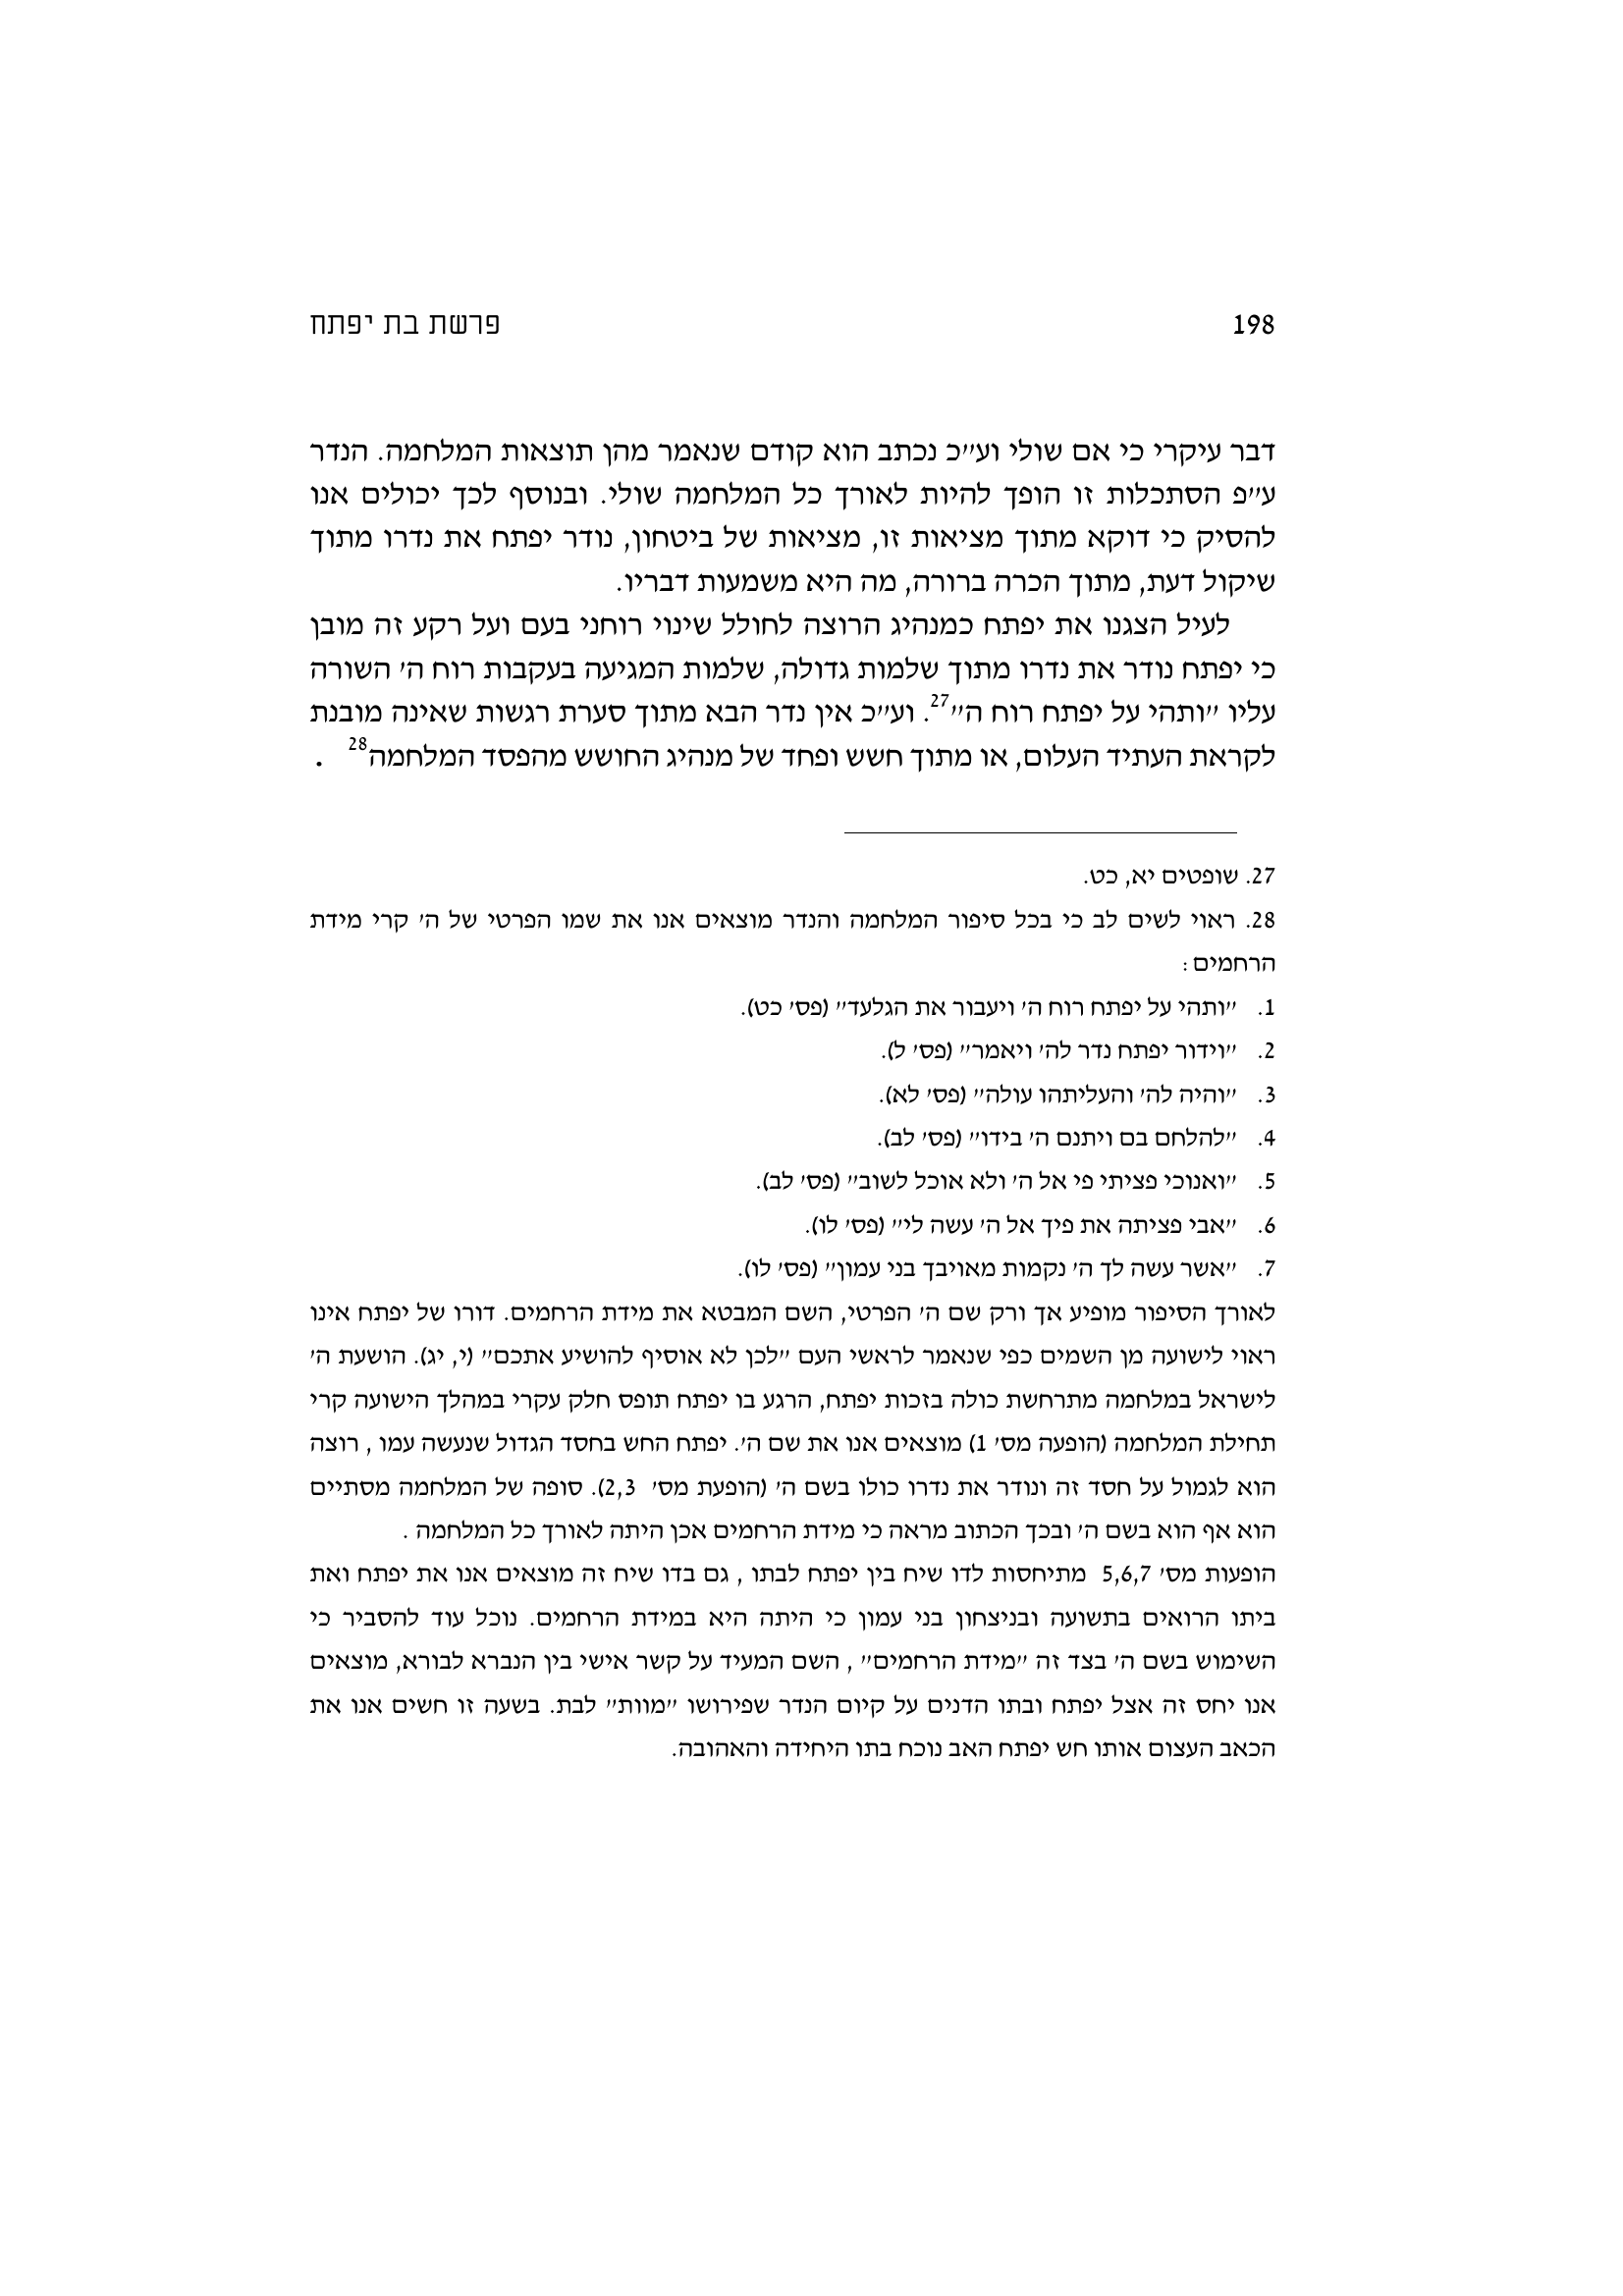 198 פרשת בת יפתח
דבר עיקרי כי אם שולי וע״כ נכתב הוא קודם שנאמר מהן תוצאות המלחמה. הנדר
ע״פ הסתכלות זו הופך להיות לאורך כל המלחמה שולי. ובנוסף לכך יכולים אנו
להסיק כי דוקא מתוך מציאות זו, מציאות של ביטחון, נודר יפתח את נדרו מתוך
שיקול דעת, מתוך הכרה ברורה, מה היא משמעות דבריו.
לעיל הצגנו את יפתח כמנהיג הרוצה לחולל שינוי רוחני בעם ועל רקע זה מובן
כי יפתח נודר את נדרו מתוך שלמות גדולה, שלמות המגיעה בעקבות רוח ה׳ השורה
עליו ״ותהי על יפתח רוח ה״״27. וע״כ אין נדר הבא מתוך סערת רגשות שאינה מובנת
לקראת העתיד העלום, או מתוך חשש ופחד של מנהיג החושש מהפסד המלחמה28 .
27. שופטים יא, כט.
28. ראוי לשים לב כי בכל סיפור המלחמה והנדר מוצאים אנו את שמו הפרטי של ה׳ קרי מידת
הרחמים:
1. ״ותהי על יפתח רוח ה׳ ויעבור את הגלעד״ (פס׳ כט).
2. ״וידור יפתח נדר לה׳ ויאמר״ (פס׳ ל).
3. ״והיה לה׳ והעליתהו עולה״ (פס׳ לא).
4. ״להלחם בם ויתנם ה׳ בידו״ (פס׳ לב).
5. ״ואנוכי פציתי פי אל ה׳ ולא אוכל לשוב״ (פס׳ לב).
6. ״אבי פציתה את פיך אל ה׳ עשה לי״ (פס׳ לו).
7. ״אשר עשה לך ה׳ נקמות מאויבך בני עמון״ (פס׳ לו).
לאורך הסיפור מופיע אך ורק שם ה׳ הפרטי, השם המבטא את מידת הרחמים. דורו של יפתח אינו
ראוי לישועה מן השמים כפי שנאמר לראשי העם ״לכן לא אוסיף להושיע אתכם״ (י, יג). הושעת ה׳
לישראל במלחמה מתרחשת כולה בזכות יפתח, הרגע בו יפתח תופס חלק עקרי במהלך הישועה קרי
תחילת המלחמה (הופעה מס׳ 1) מוצאים אנו את שם ה׳. יפתח החש בחסד הגדול שנעשה עמו , רוצה
הוא לגמול על חסד זה ונודר את נדרו כולו בשם ה׳ (הופעת מס׳ 2,3). סופה של המלחמה מסתיים
הוא אף הוא בשם ה׳ ובכך הכתוב מראה כי מידת הרחמים אכן היתה לאורך כל המלחמה .
הופעות מס׳ 5,6,7 מתיחסות לדו שיח בין יפתח לבתו , גם בדו שיח זה מוצאים אנו את יפתח ואת
ביתו הרואים בתשועה ובניצחון בני עמון כי היתה היא במידת הרחמים. נוכל עוד להסביר כי
השימוש בשם ה׳ בצד זה ״מידת הרחמים״ , השם המעיד על קשר אישי בין הנברא לבורא, מוצאים
אנו יחס זה אצל יפתח ובתו הדנים על קיום הנדר שפירושו ״מוות״ לבת. בשעה זו חשים אנו את
הכאב העצום אותו חש יפתח האב נוכח בתו היחידה והאהובה.